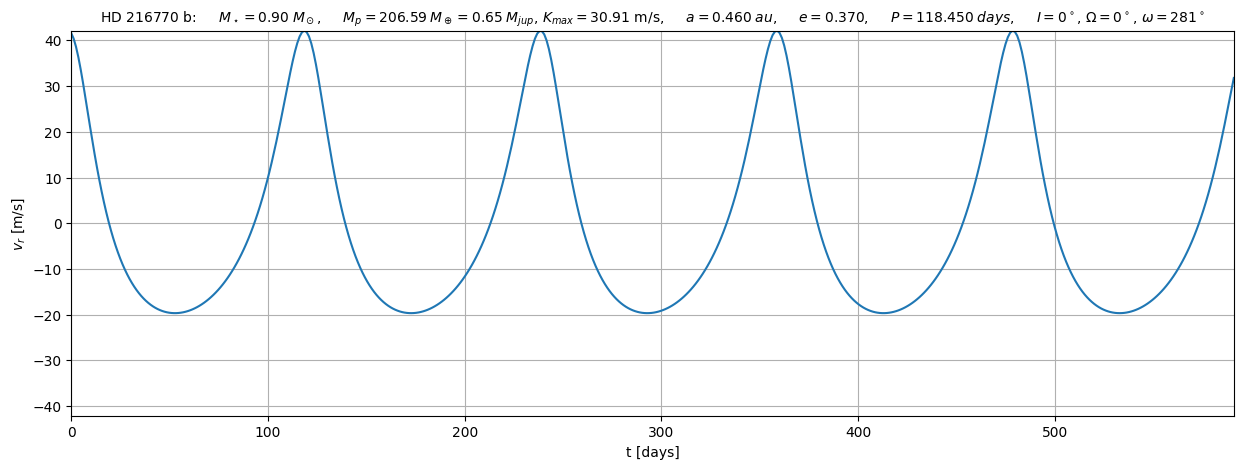 HD 216770 b: M⋆ = 0.90 M⊙, Mp = 206.59 M⊕ = 0.65 Mjup, Kmax = 30.91 m/s, a = 0.460 au, e = 0.370, P = 118.450 days, I = 0°, Ω = 0°, ω = 281°
40
30
20
10
0
−10
−20
−30
−40
vr [m/s]
0 100 200 300 400 500
t [days]